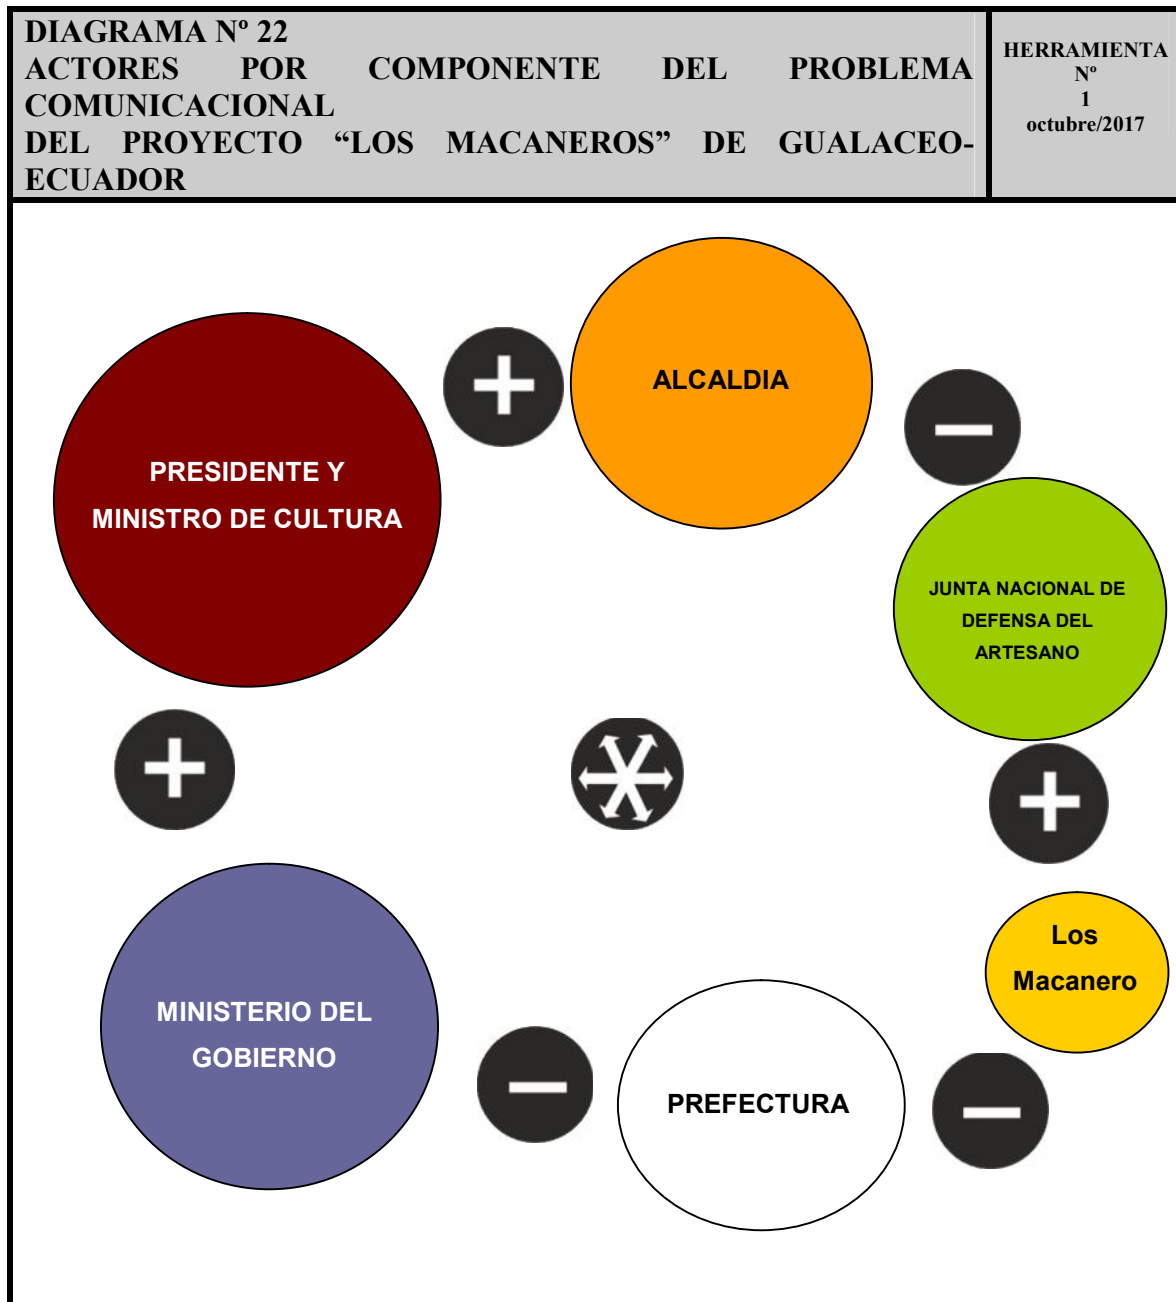 DIAGRAMA Nº 22
ACTORES POR COMPONENTE DEL PROBLEMA
COMUNICACIONAL
DEL PROYECTO “LOS MACANEROS” DE GUALACEO-
ECUADOR
HERRAMIENTA
Nº
1
octubre/2017
ALCALDIA
PRESIDENTE Y
MINISTRO DE CULTURA
JUNTA NACIONAL DE
DEFENSA DEL
ARTESANO
Los
Macanero
MINISTERIO DEL
GOBIERNO
PREFECTURA